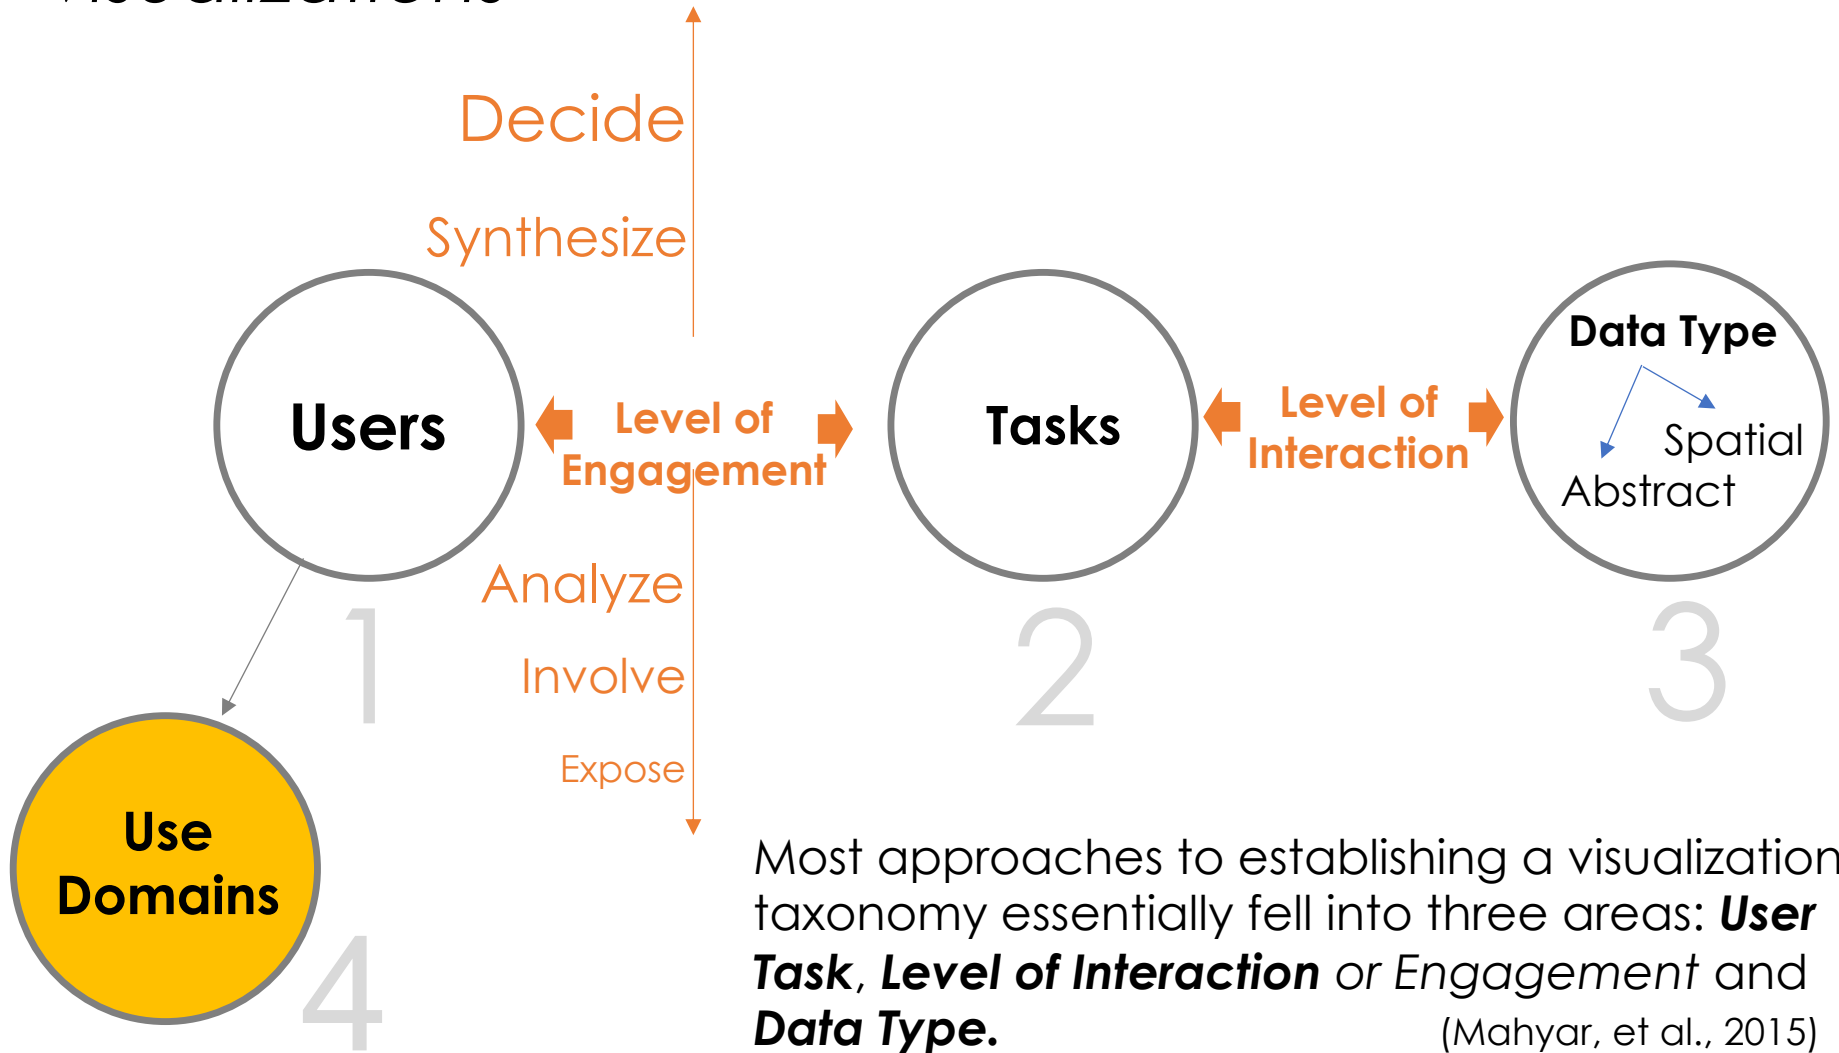 visualizations
Decide
Synthesize
Users
Level of
Engagement
Tasks
Level of
Interaction
Data Type
Spatial
Abstract
Analyze
Involve
Expose
1
2
3
Use
Domains
4
Most approaches to establishing a visualization
taxonomy essentially fell into three areas: User
Task, Level of Interaction or Engagement and
Data Type.
(Mahyar, et al., 2015)